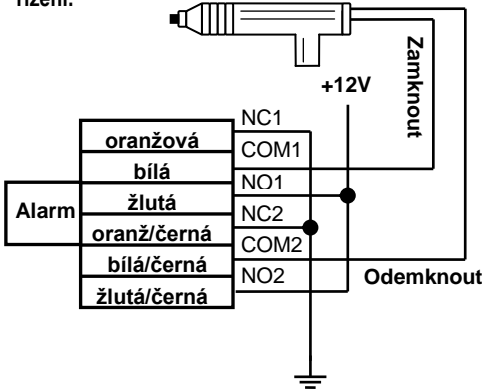 řízení.
Zamknout
+12V
NC1
oranžová
COM1
bílá
NO1
Alarm
žlutá
NC2
oranž/černá
COM2
bílá/černá
NO2
Odemknout
žlutá/černá